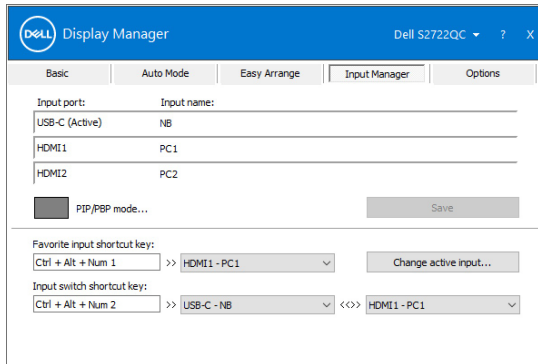 DELL Display Manager Dell S2722QC ? X
Basic Auto Mode Easy Arrange Input Manager Options
Input port: Input name:
USB-C (Active) NB
HDMI1 PC1
HDMI2 PC2
PIP/PBP mode... Save
Favorite input shortcut key:
Ctrl + Alt + Num 1 >> HDMI1 - PC1 Change active input...
Input switch shortcut key:
Ctrl + Alt + Num 2 >> USB-C - NB <<>> HDMI1 - PC1